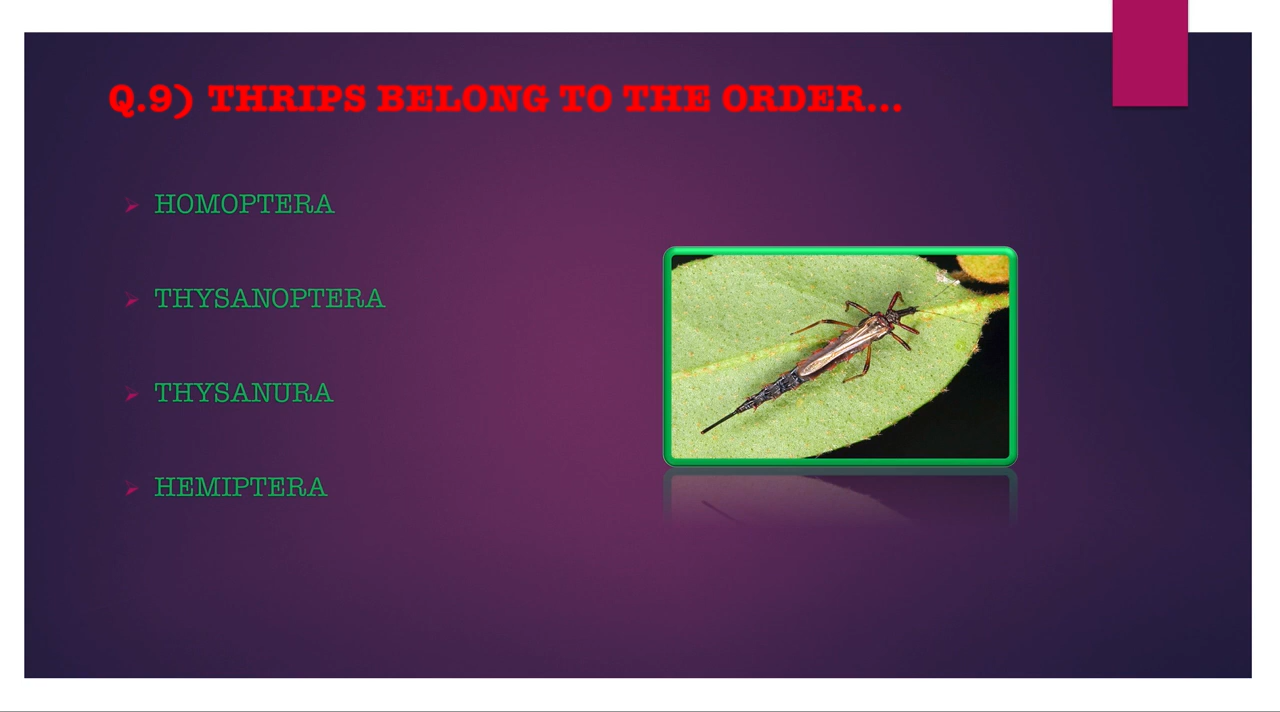 Q.9) THRIPS BELONG TO THE ORDER...
HOMOPTERA
THYSANOPTERA
THYSANURA
HEMIPTERA